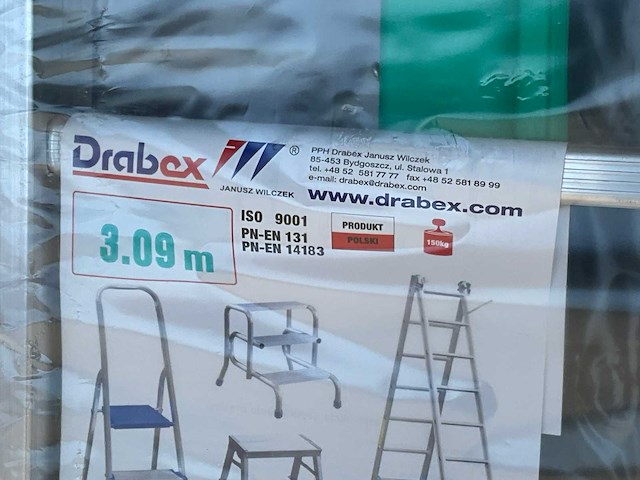 Drabex ®
JANUSZ WILCZEK
PPH Drabex Janusz Wilczek
85-453 Bydgoszcz, ul. Stalowa 1
tel. +48 52 581 77 77 fax +48 52 581 89 99
e-mail: drabex@drabex.com
www.drabex.com
3.09 m
ISO 9001
PN-EN 131
PN-EN 14183
PRODUKT
POLSKI
150kg